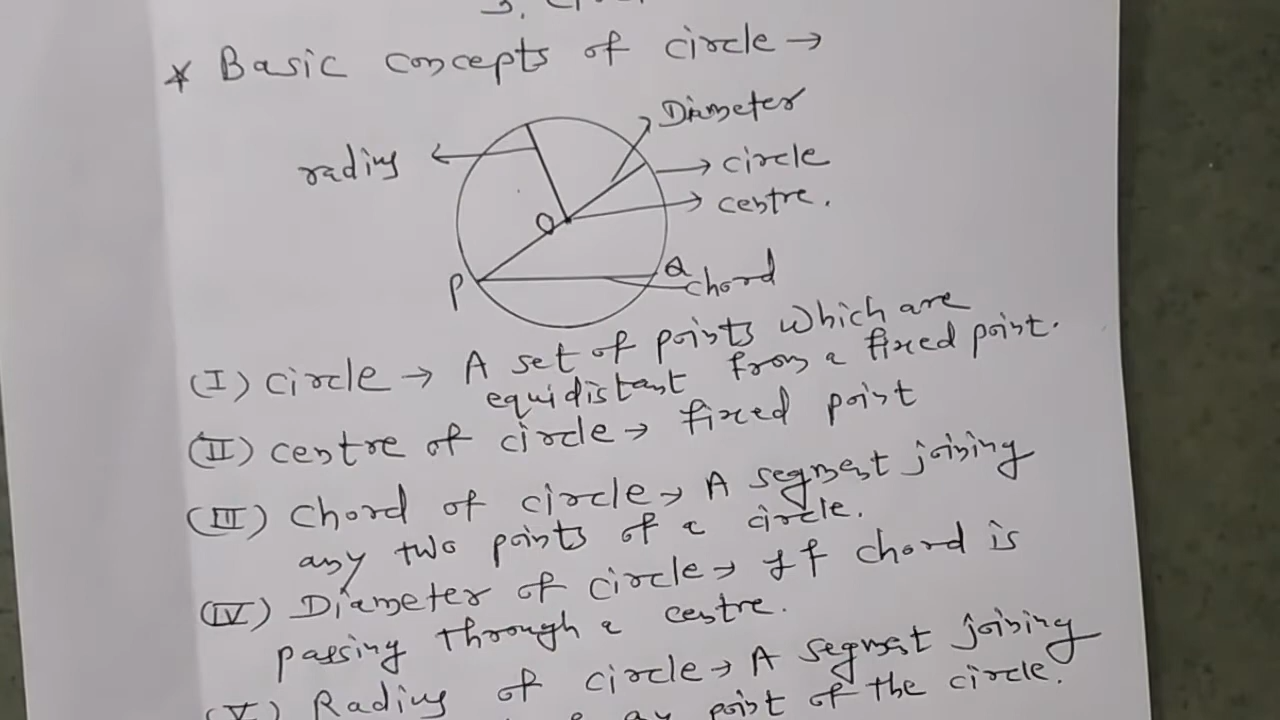 * Basic concepts of circle →
Diameter
radius
circle
centre.
O
P
Q
chord
(I) circle → A set of points which are
equidistant from a fixed point.
(II) centre of circle → fixed point
(III) chord of circle → A segment joining
any two points of a circle.
(IV) Diameter of circle → If chord is
passing through a centre.
(V) Radius of circle → A segment joining
point of the circle.